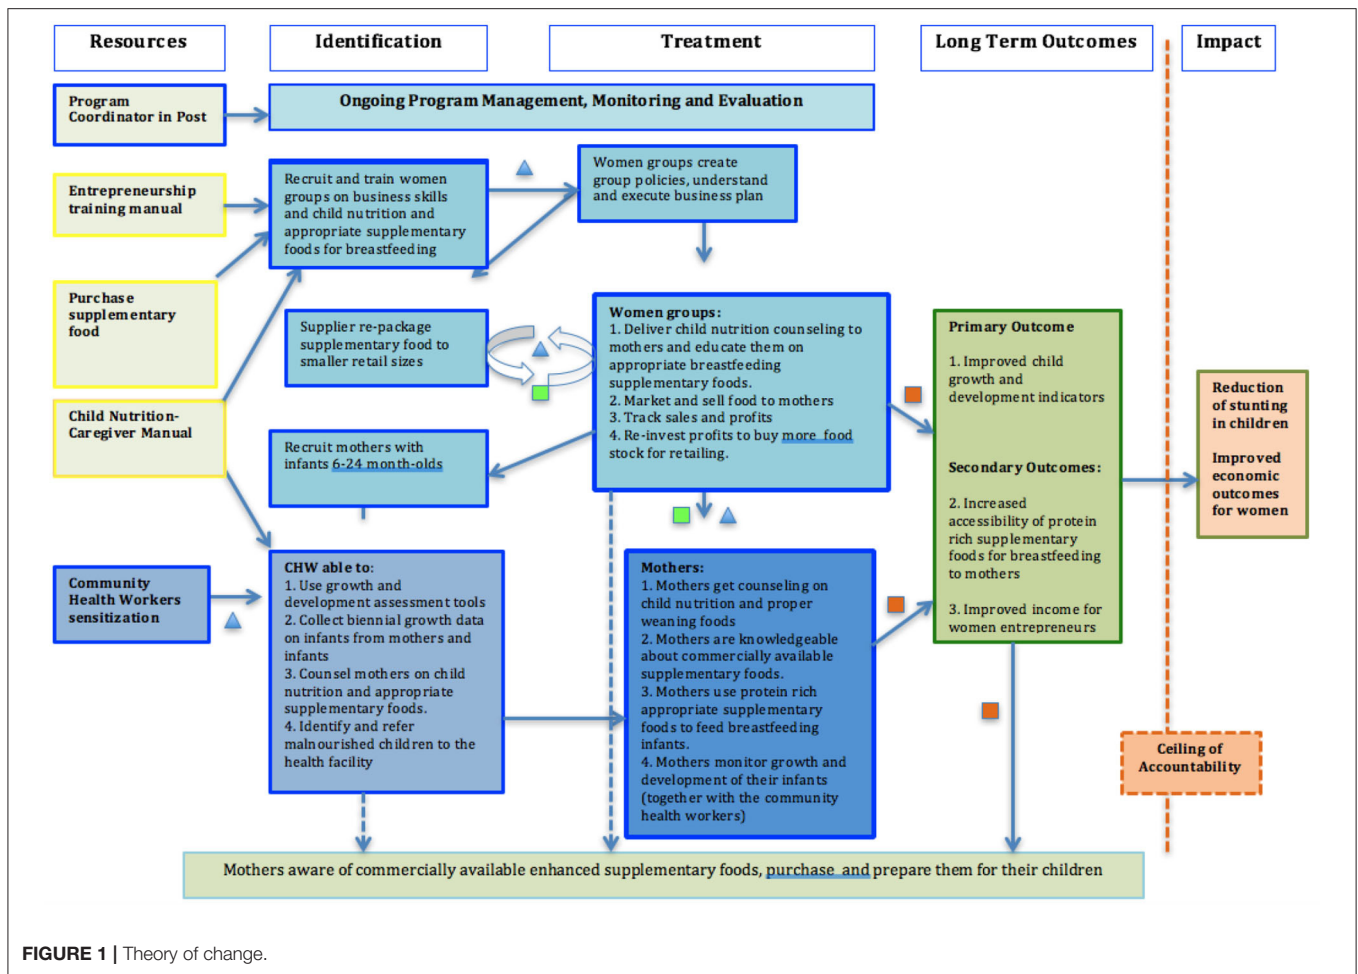 Resources
Identification
Treatment
Long Term Outcomes
Impact
Program
Coordinator in Post
Ongoing Program Management, Monitoring and Evaluation
Entrepreneurship
training manual
Recruit and train women
groups on business skills
and child nutrition and
appropriate supplementary
foods for breastfeeding
Women groups create
group policies, understand
and execute business plan
Purchase
supplementary
food
Supplier re-package
supplementary food to
smaller retail sizes
Women groups:
1. Deliver child nutrition counseling to
mothers and educate them on
appropriate breastfeeding
supplementary foods.
2. Market and sell food to mothers
3. Track sales and profits
4. Re-invest profits to buy more food
stock for retailing.
Primary Outcome
1. Improved child
growth and
development indicators
Secondary Outcomes:
2. Increased
accessibility of protein
rich supplementary
foods for breastfeeding
to mothers
3. Improved income for
women entrepreneurs
Reduction
of stunting
in children
Improved
economic
outcomes
for women
Child Nutrition-
Caregiver Manual
Recruit mothers with
infants 6-24 month-olds
Community
Health Workers
sensitization
CHW able to:
1. Use growth and
development assessment tools
2. Collect biennial growth data
on infants from mothers and
infants
3. Counsel mothers on child
nutrition and appropriate
supplementary foods.
4. Identify and refer
malnourished children to the
health facility
Mothers:
1. Mothers get counseling on
child nutrition and proper
weaning foods
2. Mothers are knowledgeable
about commercially available
supplementary foods.
3. Mothers use protein rich
appropriate supplementary
foods to feed breastfeeding
infants.
4. Mothers monitor growth and
development of their infants
(together with the community
health workers)
Ceiling of
Accountability
Mothers aware of commercially available enhanced supplementary foods, purchase and prepare them for their children
FIGURE 1 | Theory of change.